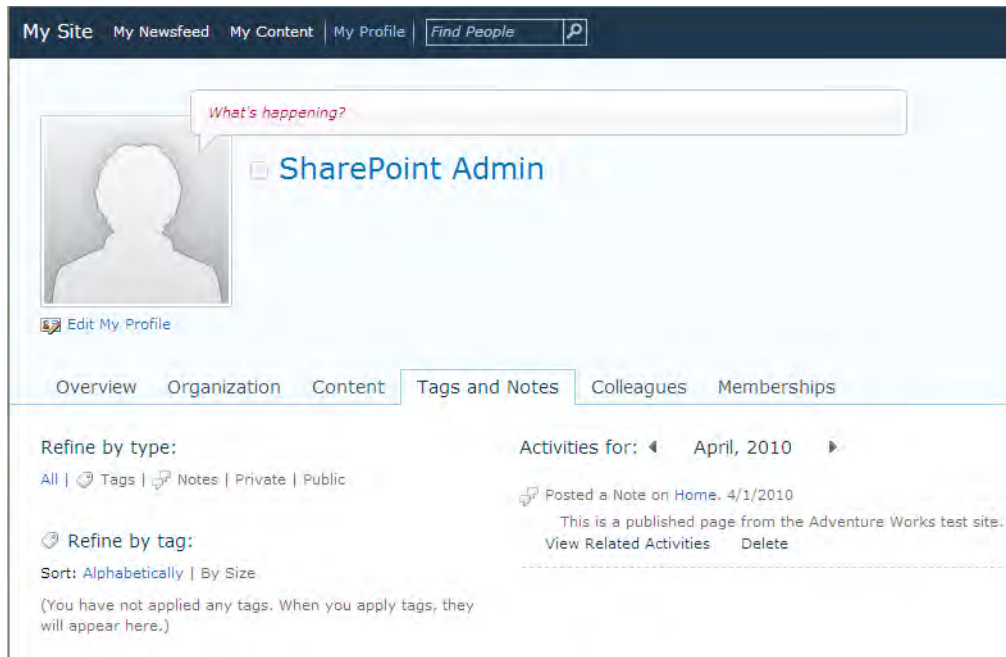 My Site My Newsfeed My Content | My Profile | Find People
What's happening?
SharePoint Admin
Edit My Profile
Overview Organization Content Tags and Notes Colleagues Memberships
Refine by type:
All | Tags | Notes | Private | Public
Refine by tag:
Sort: Alphabetically | By Size
(You have not applied any tags. When you apply tags, they
will appear here.)
Activities for: April, 2010
Posted a Note on Home. 4/1/2010
This is a published page from the Adventure Works test site.
View Related Activities Delete